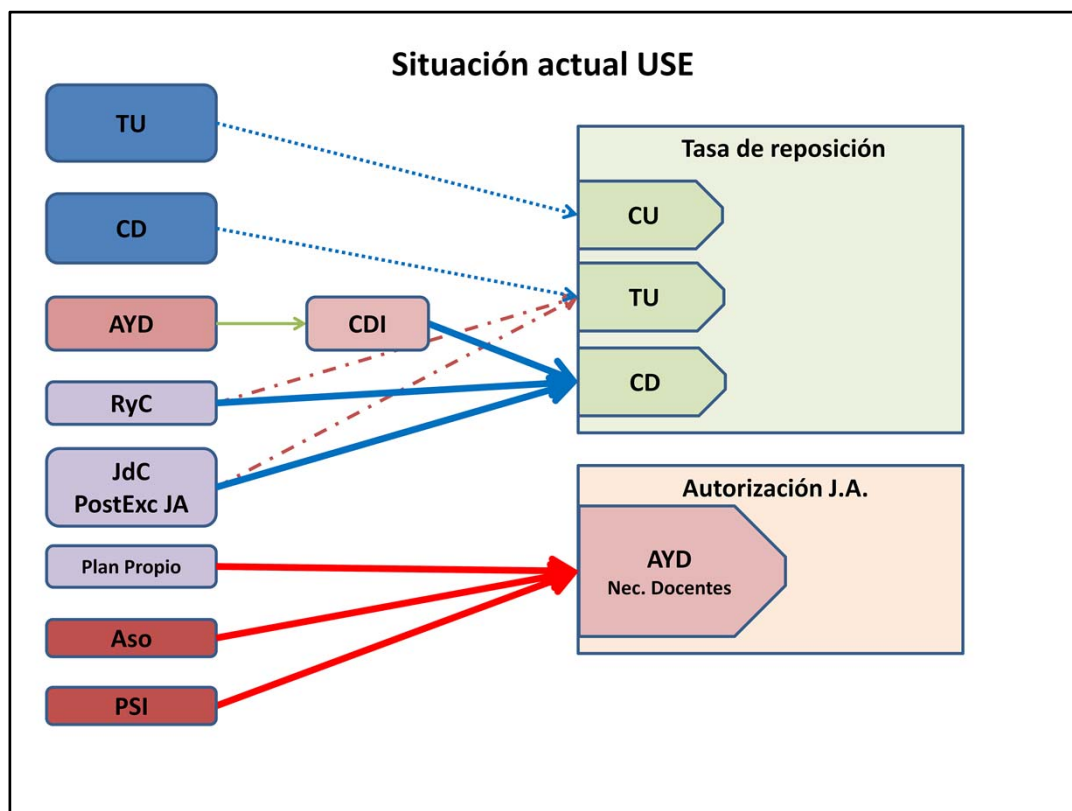 Situación actual USE
TU
CD
AYD
CDI
RyC
JdC
PostExc JA
Plan Propio
Aso
PSI
Tasa de reposición
CU
TU
CD
Autorización J.A.
AYD
Nec. Docentes